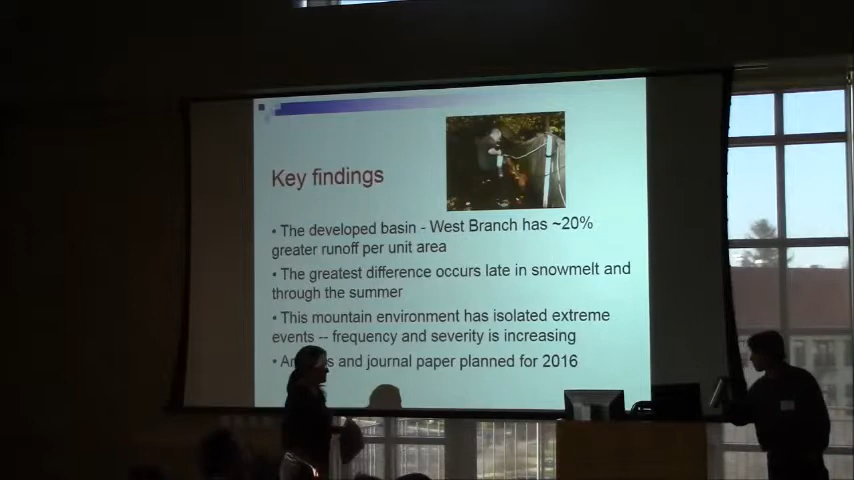 Key findings
• The developed basin - West Branch has ~20%
greater runoff per unit area
• The greatest difference occurs late in snowmelt and
through the summer
• This mountain environment has isolated extreme
events -- frequency and severity is increasing
• and journal paper planned for 2016